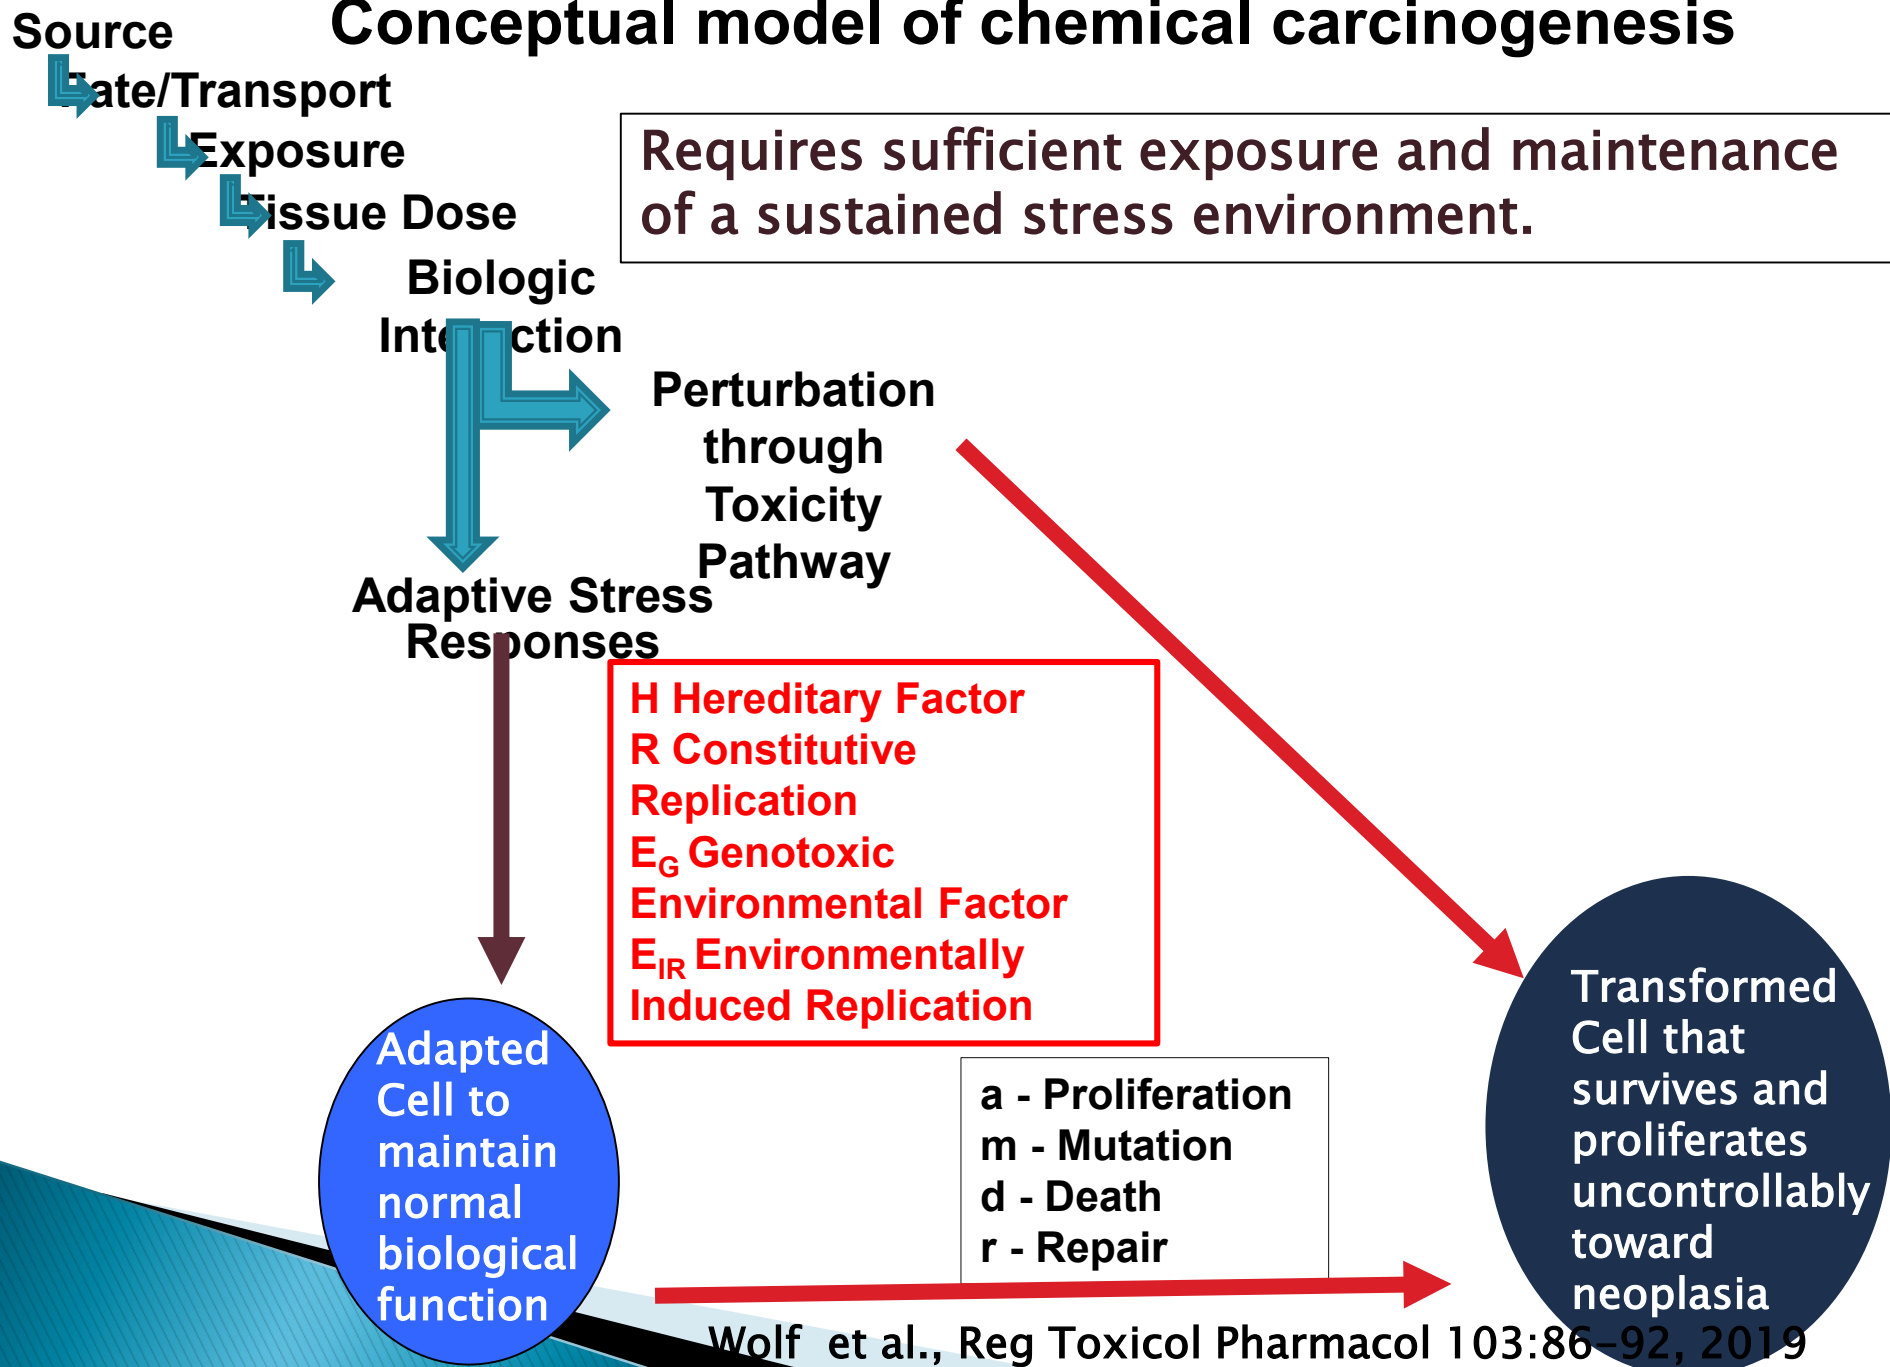 Conceptual model of chemical carcinogenesis
Source
Fate/Transport
Exposure
Tissue Dose
Requires sufficient exposure and maintenance
of a sustained stress environment.
Biologic
Interaction
Perturbation
through
Toxicity
Pathway
Adaptive Stress
Responses
H Hereditary Factor
R Constitutive
Replication
EG Genotoxic
Environmental Factor
EIR Environmentally
Induced Replication
Adapted
Cell to
maintain
normal
biological
function
a - Proliferation
m - Mutation
d - Death
r - Repair
Transformed
Cell that
survives and
proliferates
uncontrollably
toward
neoplasia
Wolf et al., Reg Toxicol Pharmacol 103:86-92, 2019